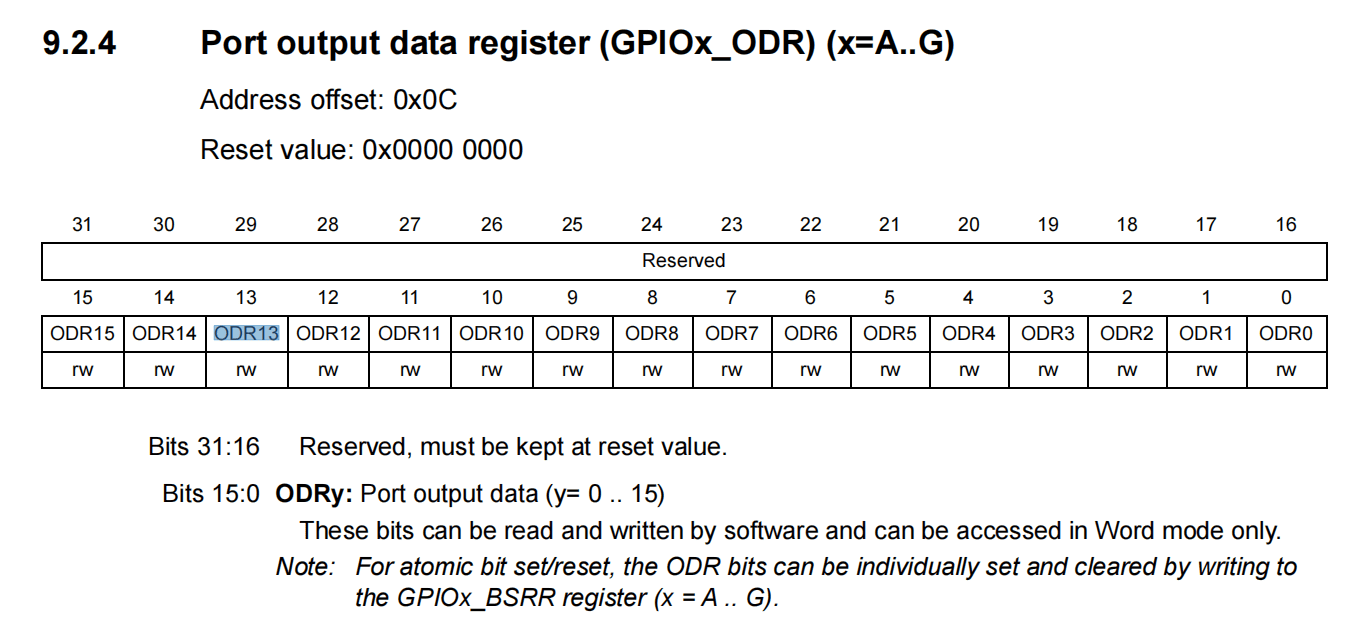 9.2.4 Port output data register (GPIOx_ODR) (x=A..G)
Address offset: 0x0C
Reset value: 0x0000 0000
31 30 29 28 27 26 25 24 23 22 21 20 19 18 17 16
Reserved
15 14 13 12 11 10 9 8 7 6 5 4 3 2 1 0
ODR15 ODR14 ODR13 ODR12 ODR11 ODR10 ODR9 ODR8 ODR7 ODR6 ODR5 ODR4 ODR3 ODR2 ODR1 ODR0
rw rw rw rw rw rw rw rw rw rw rw rw rw rw rw rw
Bits 31:16 Reserved, must be kept at reset value.
Bits 15:0 ODRy: Port output data (y= 0 .. 15)
These bits can be read and written by software and can be accessed in Word mode only.
Note: For atomic bit set/reset, the ODR bits can be individually set and cleared by writing to
the GPIOx_BSRR register (x = A .. G).